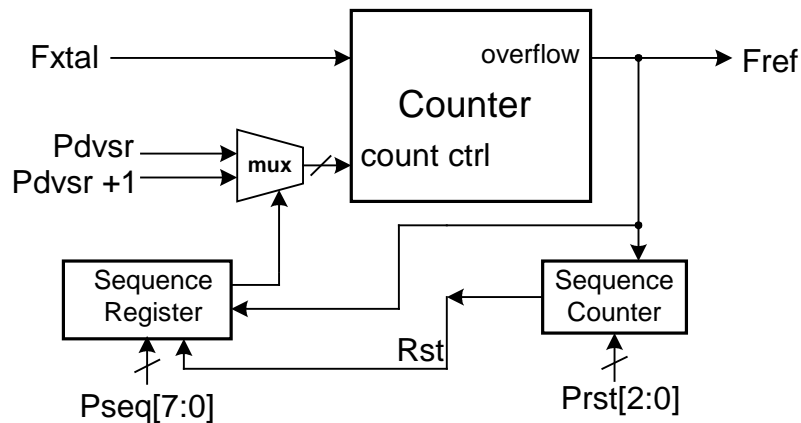 Fxtal
overflow
Fref
Counter
Pdvsr
Pdvsr +1
mux
count ctrl
Sequence
Register
Sequence
Counter
Rst
Pseq[7:0]
Prst[2:0]